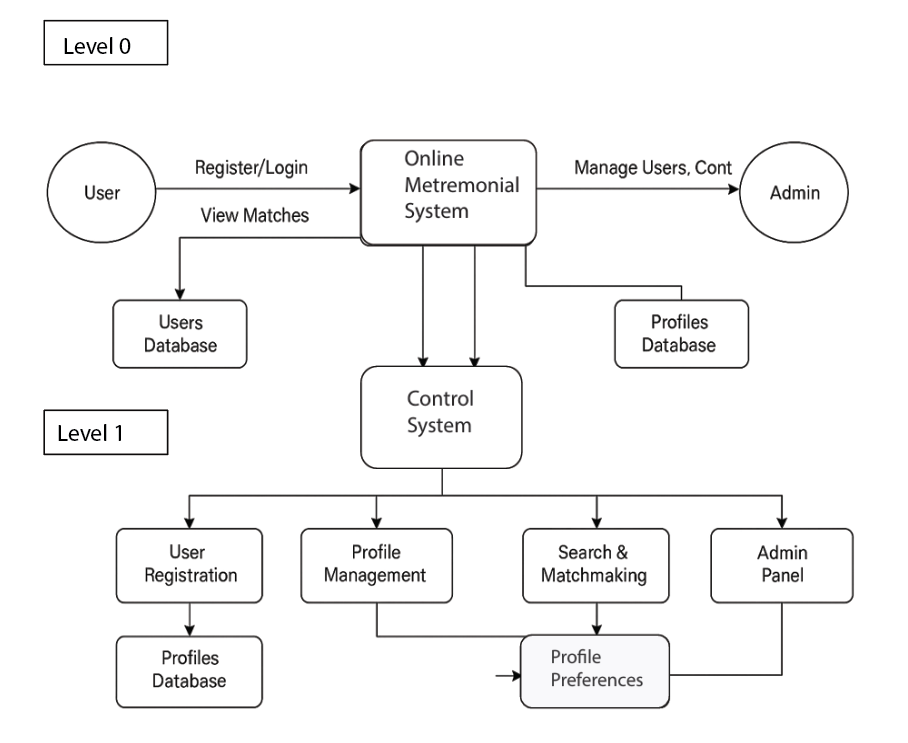 Level 0
Register/Login
User
View Matches
Online
Metremonial
System
Manage Users, Cont
Admin
Users
Database
Profiles
Database
Control
System
Level 1
User
Registration
Profile
Management
Search &
Matchmaking
Admin
Panel
Profiles
Database
Profile
Preferences